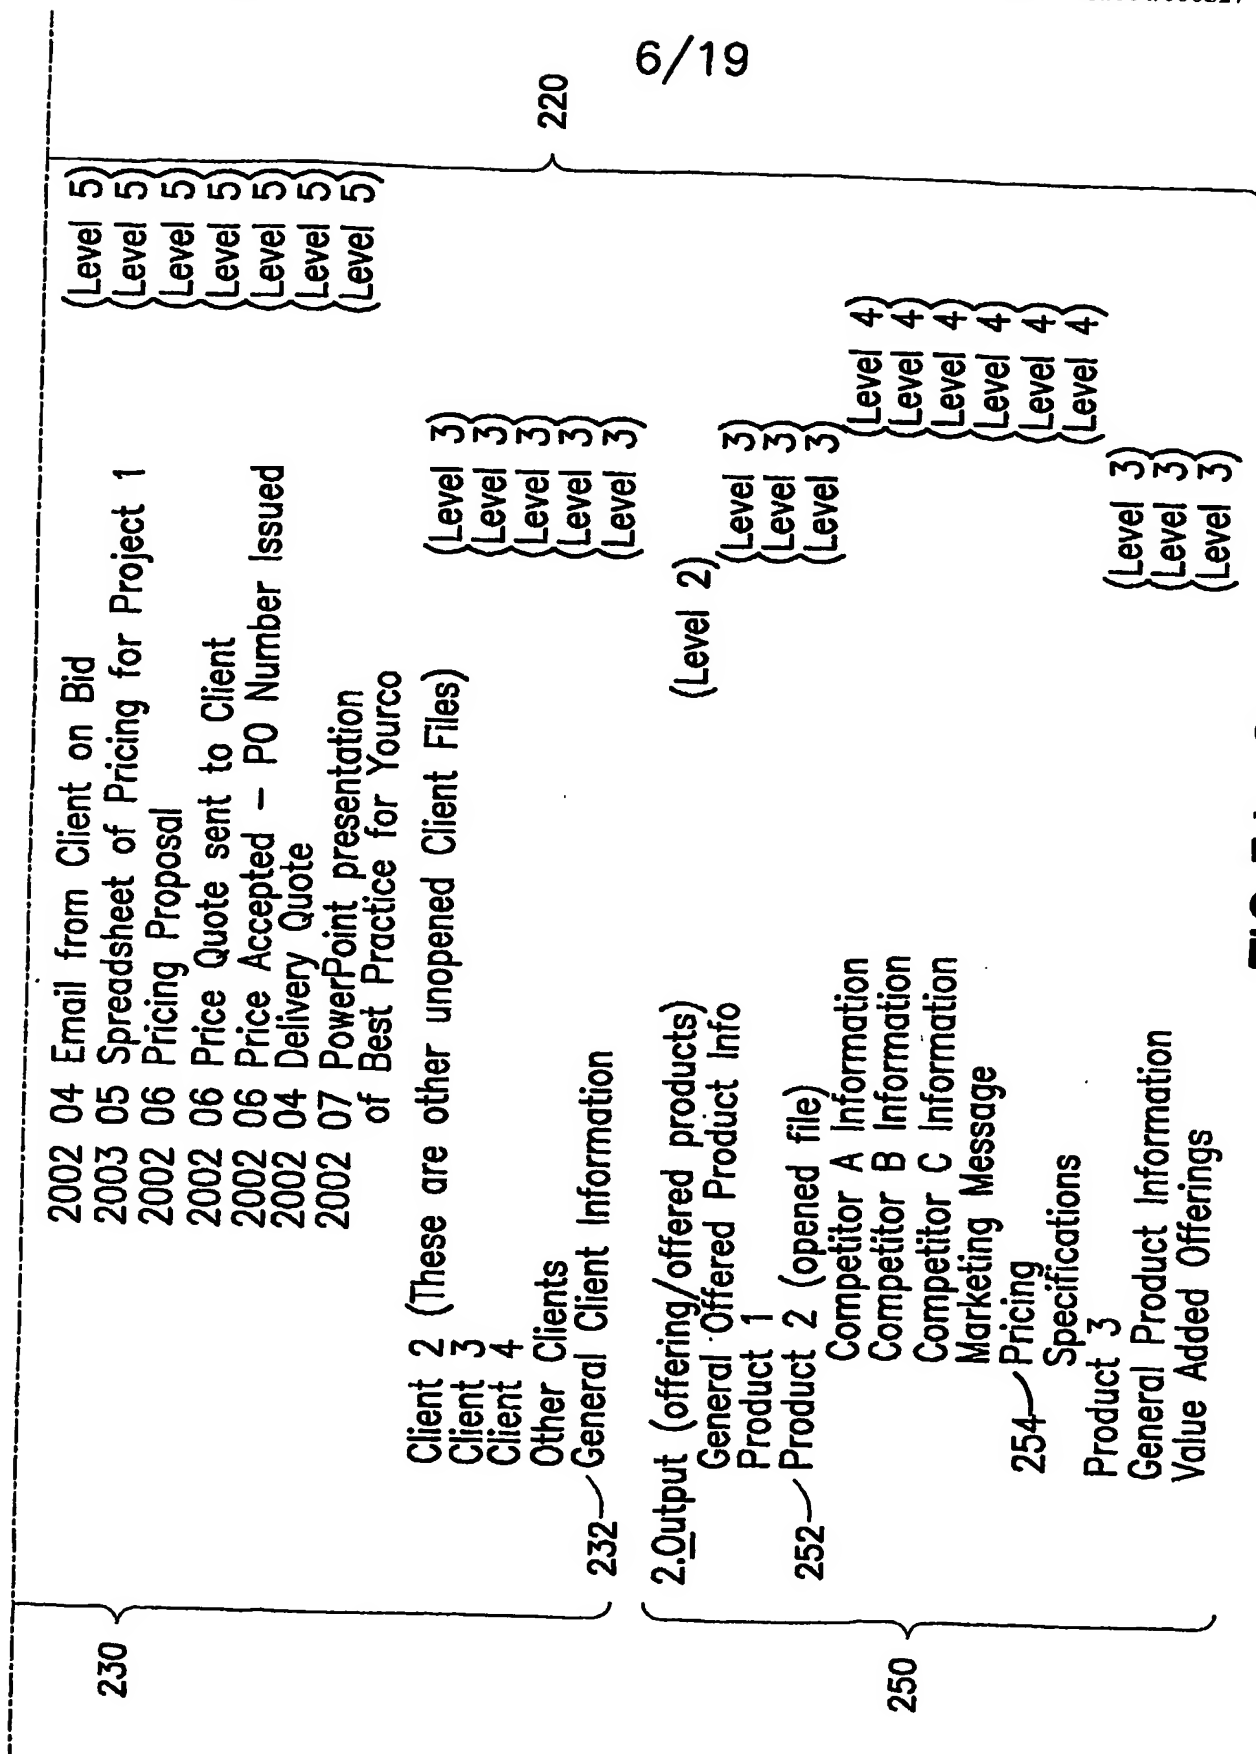 6/19
220
230
2002 04 Email from Client on Bid (Level 5)
2003 05 Spreadsheet of Pricing for Project 1 (Level 5)
2002 06 Pricing Proposal (Level 5)
2002 06 Price Quote sent to Client (Level 5)
2002 06 Price Accepted – PO Number Issued (Level 5)
2002 04 Delivery Quote (Level 5)
2002 07 PowerPoint presentation (Level 5)
of Best Practice for Yourco
Client 2 (These are other unopened Client Files) (Level 3)
Client 3 (Level 3)
Client 4 (Level 3)
Other Clients (Level 3)
232 General Client Information (Level 3)
250
2.Output (offering/offered products) (Level 2)
General Offered Product Info (Level 3)
Product 1 (Level 3)
252 Product 2 (opened file) (Level 3)
Competitor A Information (Level 4)
Competitor B Information (Level 4)
Competitor C Information (Level 4)
Marketing Message (Level 4)
254 Pricing (Level 4)
Specifications (Level 4)
Product 3 (Level 3)
General Product Information (Level 3)
Value Added Offerings (Level 3)